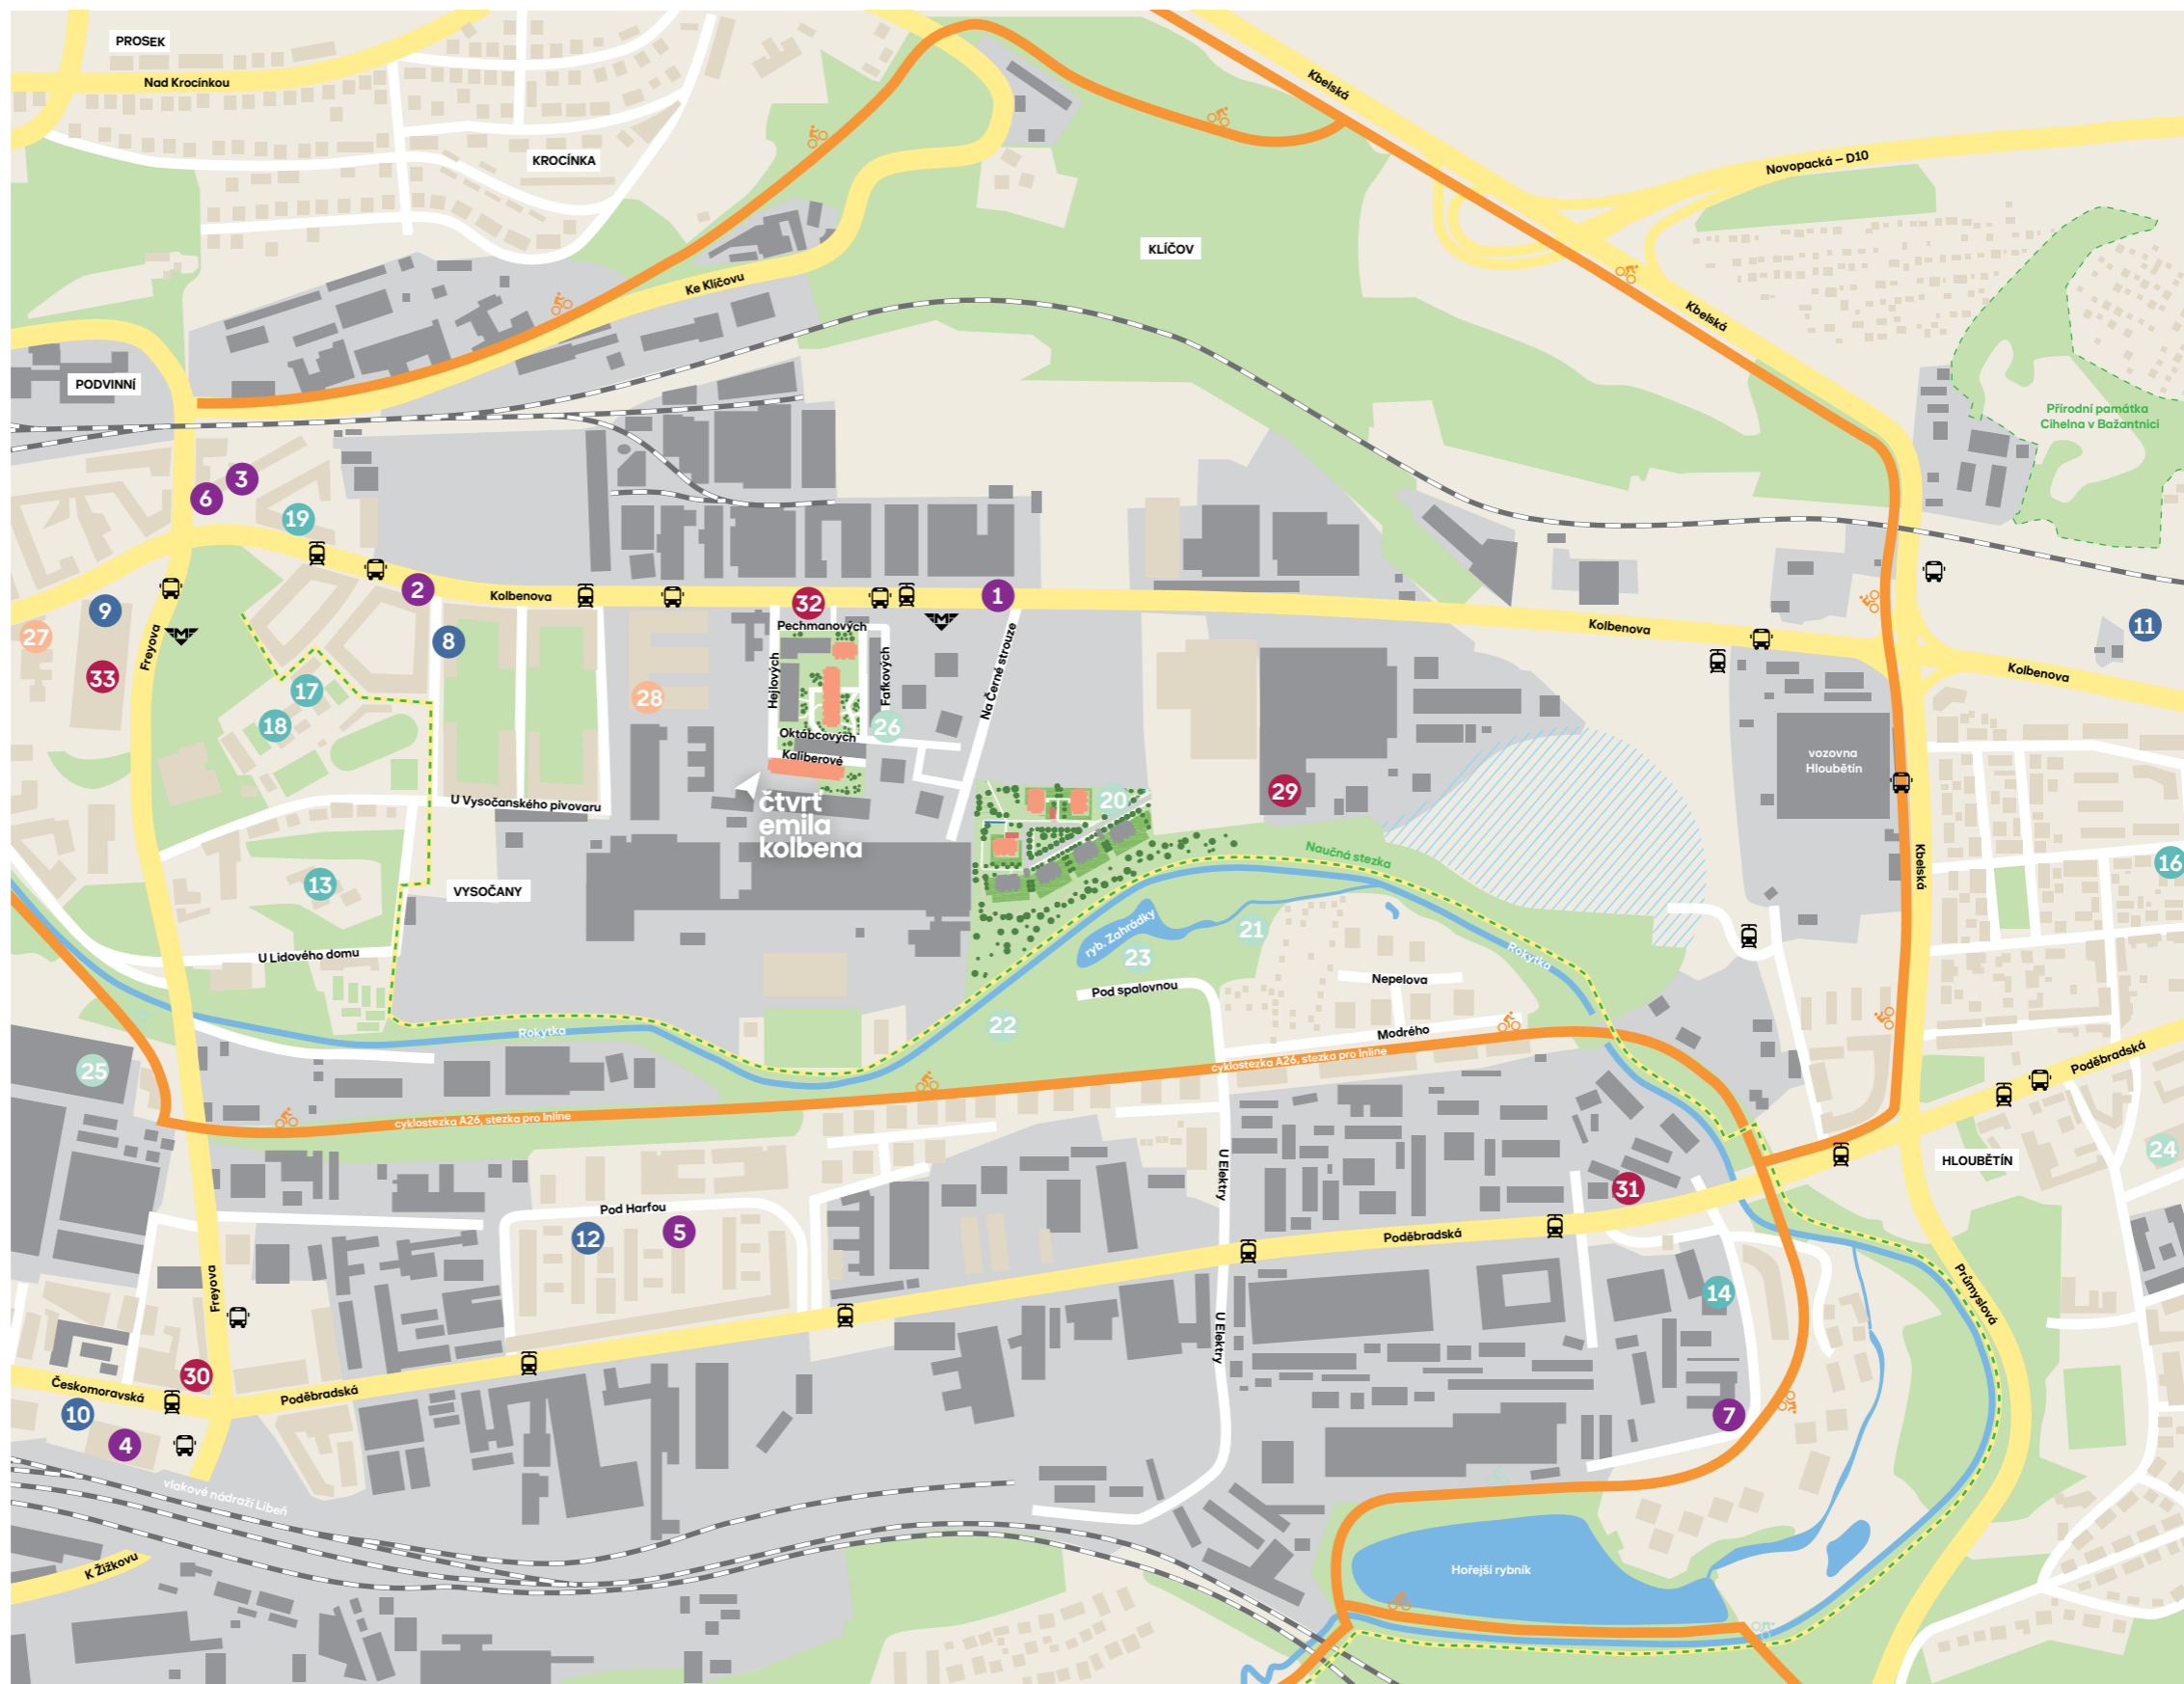 PROSEK
Nad Krocínkou
Kbelská
KROCÍNKA
Novopacká – D10
KLÍČOV
Ke Klíčovu
Kbelská
PODVINNÍ
Přírodní památka
Cihelna v Bažantnici
3
6
19
2
Kolbenova
32
1
9
27
8
Freyova
33
Pechmanových
Hejlových
Fafkových
Na Černé strouze
Kolbenova
11
Kolbenova
17
18
28
26
Oktábcových
Kaliberové
vozovna
Hloubětín
U Vysočanského pivovaru
čtvrť
emila
kolbena
20
29
Naučná stezka
Kbelská
16
13
VYSOČANY
ryb. Zahrádky
21
23
Rokytka
U Lidového domu
Pod spalovnou
Nepelova
22
Rokytka
Modrého
25
cyklostezka A26, stezka pro Inline
Poděbradská
cyklostezka A26, stezka pro Inline
24
HLOUBĚTÍN
U Elektry
31
Pod Harfou
12
5
Poděbradská
Freyova
Průmyslová
14
U Elektry
30
Českomoravská
Poděbradská
10
4
7
vlakové nádraží Libeň
K Žižkovu
Hořejší rybník